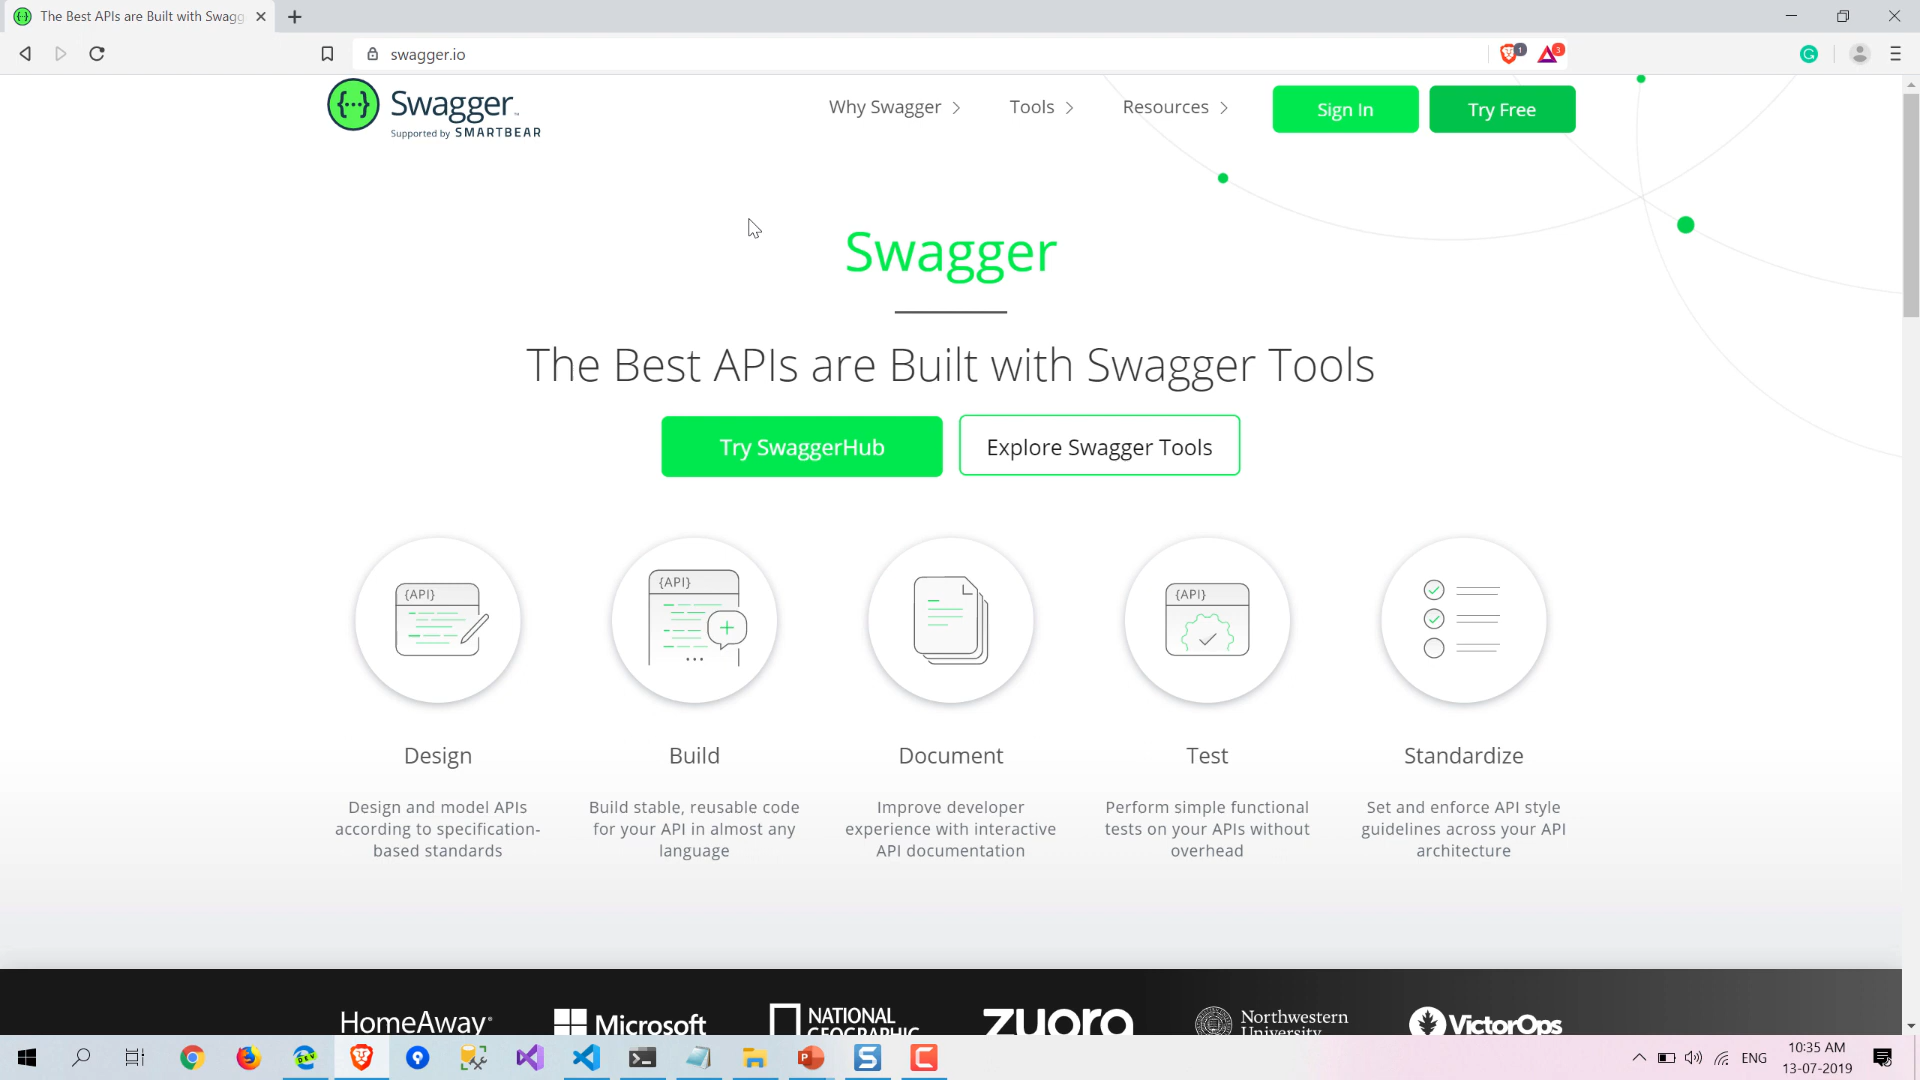 The Best APIs are Built with Swagg
swagger.io
1
3
Swagger
Supported by SMARTBEAR
Why Swagger
Tools
Resources
Sign In
Try Free
Swagger
The Best APIs are Built with Swagger Tools
Try SwaggerHub
Explore Swagger Tools
{API}
{API}
{API}
Design
Build
Document
Test
Standardize
Design and model APIs
according to specification-
based standards
Build stable, reusable code
for your API in almost any
language
Improve developer
experience with interactive
API documentation
Perform simple functional
tests on your APIs without
overhead
Set and enforce API style
guidelines across your API
architecture
HomeAway
Microsoft
NATIONAL
GEOGRAPHIC
zuora
Northwestern
University
VictorOps
DEV
ENG
10:35 AM
13-07-2019